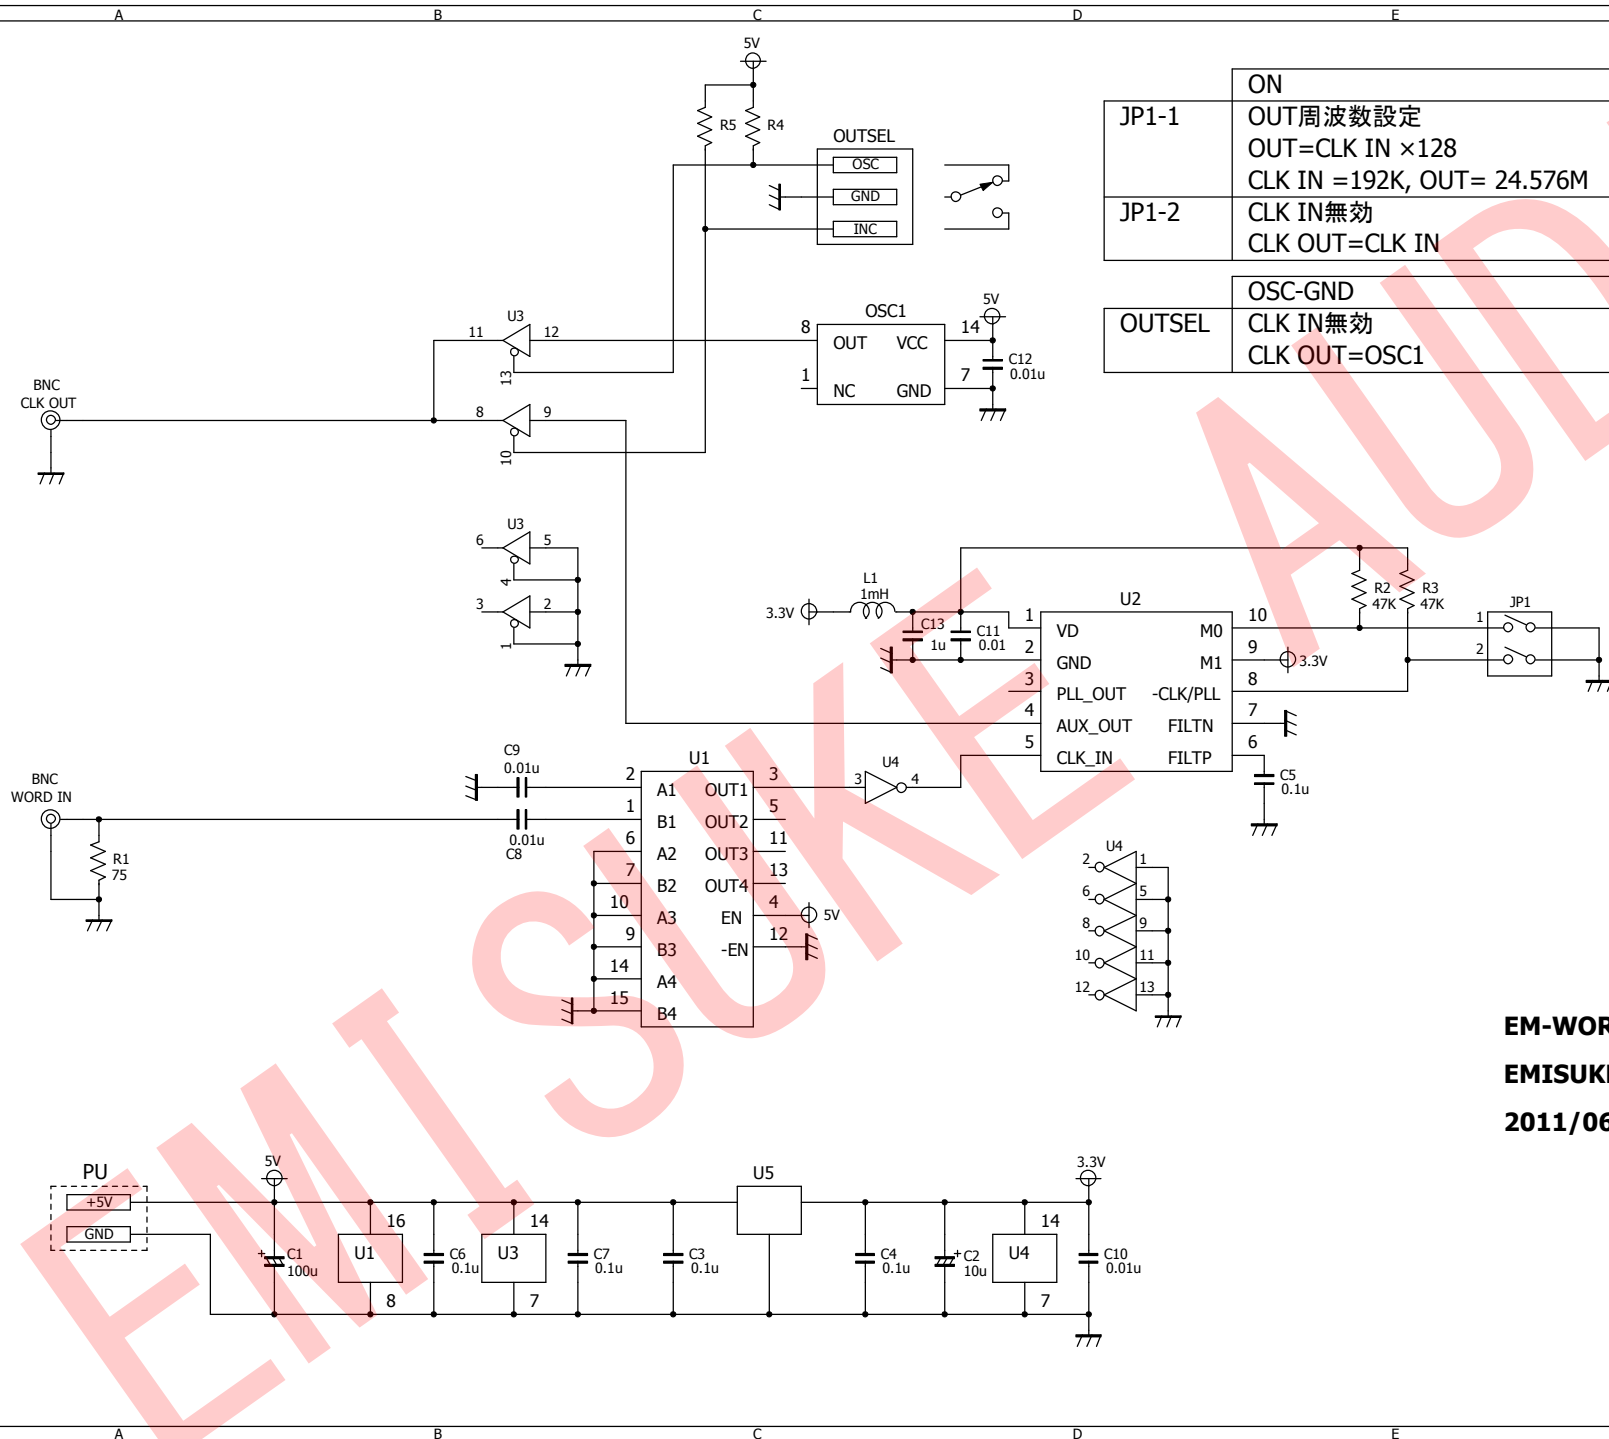 A B C D E
5V
R5 R4
OUTSEL
OSC
GND
INC
ON
JP1-1 OUT周波数設定
OUT=CLK IN ×128
CLK IN =192K, OUT= 24.576M
JP1-2 CLK IN無効
CLK OUT=CLK IN
OSC-GND
OUTSEL CLK IN無効
CLK OUT=OSC1
U3
11 12
13
8 9
10
OSC1
8 OUT VCC 14
1 NC GND 7
5V
C12
0.01u
BNC
CLK OUT
U3
6 5
4
3 2
1
L1
1mH
3.3V
C13
1u
C11
0.01
U2
1 VD M0 10
2 GND M1 9
3 PLL_OUT -CLK/PLL 8
4 AUX_OUT FILTN 7
5 CLK_IN FILTP 6
3.3V
R2
47K
R3
47K
JP1
1
2
C5
0.1u
BNC
WORD IN
R1
75
C9
0.01u
0.01u
C8
U1
2 A1 OUT1 3
1 B1 OUT2 5
6 A2 OUT3 11
7 B2 OUT4 13
10 A3 EN 4
9 B3 -EN 12
14 A4
15 B4
5V
U4
3 4
U4
2 1
6 5
8 9
10 11
12 13
EM-WOR
EMISUK
2011/06
PU
+5V
GND
5V
+
C1
100u
16
U1
8
C6
0.1u
14
U3
7
C7
0.1u
C3
0.1u
U5
C4
0.1u
+
C2
10u
14
U4
7
3.3V
C10
0.01u
EMISUKE AUD
A B C D E